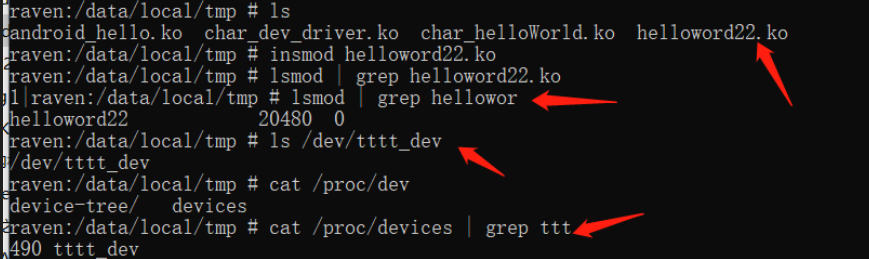 raven:/data/local/tmp # ls
android_hello.ko  char_dev_driver.ko  char_helloWorld.ko  helloword22.ko
raven:/data/local/tmp # insmod helloword22.ko
raven:/data/local/tmp # lsmod | grep helloword22.ko
1|raven:/data/local/tmp # lsmod | grep hellowor
helloword22            20480  0
raven:/data/local/tmp # ls /dev/tttt_dev
/dev/tttt_dev
raven:/data/local/tmp # cat /proc/dev
device-tree/   devices
raven:/data/local/tmp # cat /proc/devices | grep ttt
490 tttt_dev